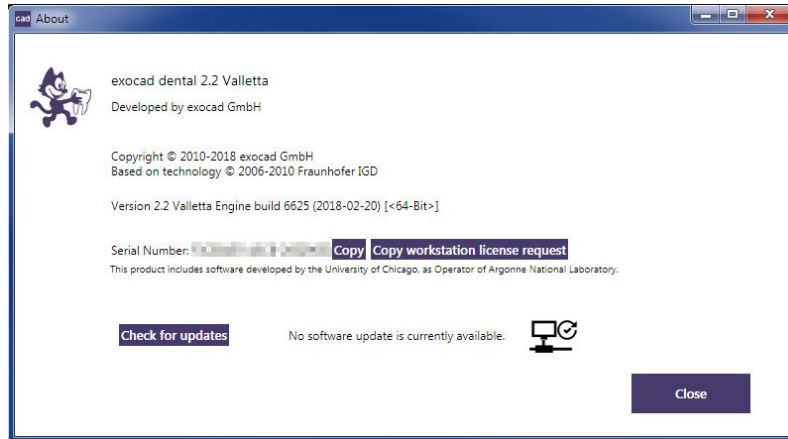 cad About
exocad dental 2.2 Valletta
Developed by exocad GmbH
Copyright © 2010-2018 exocad GmbH
Based on technology © 2006-2010 Fraunhofer IGD
Version 2.2 Valletta Engine build 6625 (2018-02-20) [<64-Bit>]
Serial Number: Copy Copy workstation license request
This product includes software developed by the University of Chicago, as Operator of Argonne National Laboratory.
Check for updates No software update is currently available.
Close